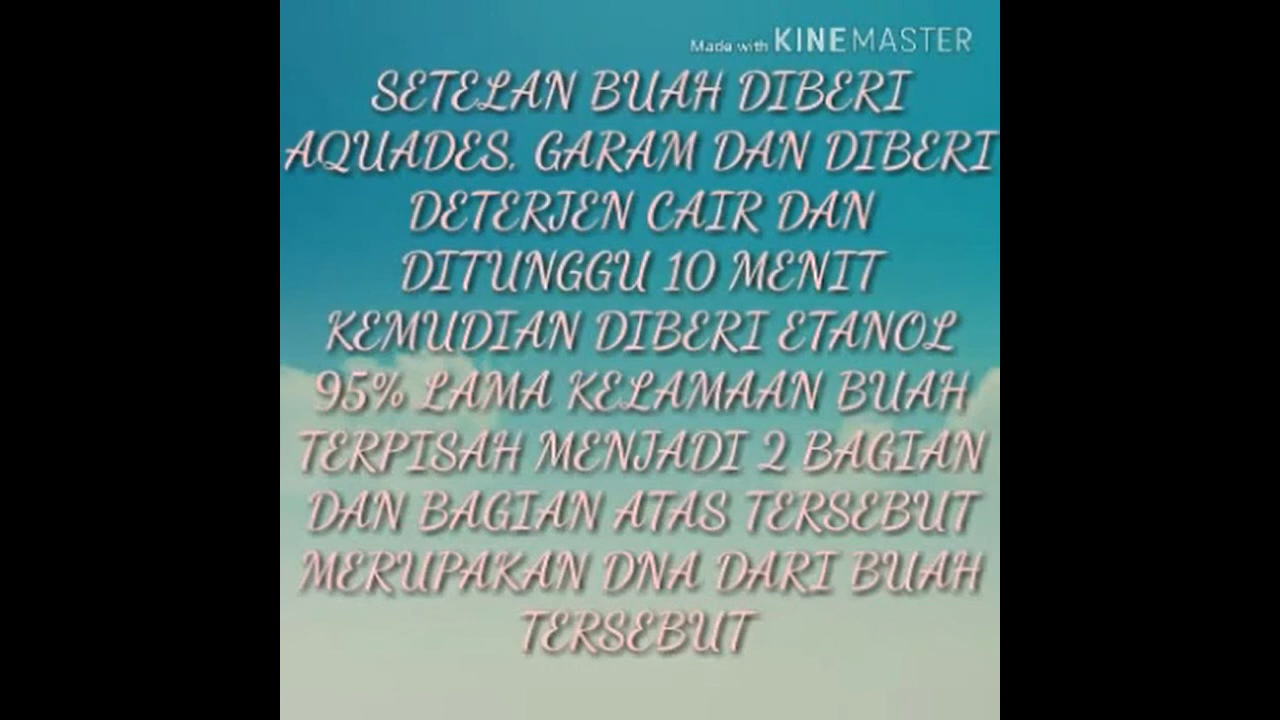 Made with KINEMASTER
SETELAN BUAH DIBERI
AQUADES. GARAM DAN DIBERI
DETERJEN CAIR DAN
DITUNGGU 10 MENIT
KEMUDIAN DIBERI ETANOL
95% LAMA KELAMAAN BUAH
TERPISAH MENJADI 2 BAGIAN
DAN BAGIAN ATAS TERSEBUT
MERUPAKAN DNA DARI BUAH
TERSEBUT